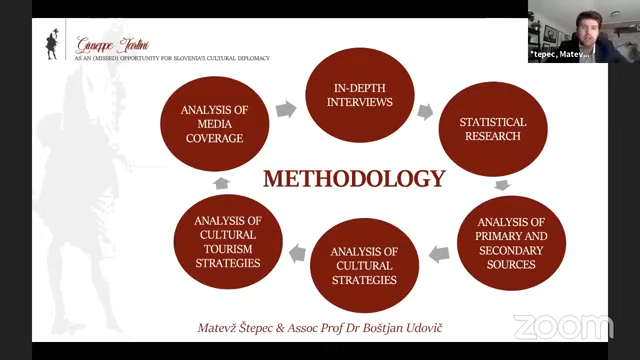 Giuseppe Tartini
AS AN (MISSED) OPPORTUNITY FOR SLOVENIA'S CULTURAL DIPLOMACY
*tepec, Matev...
IN-DEPTH
INTERVIEWS
STATISTICAL
RESEARCH
ANALYSIS OF
PRIMARY AND
SECONDARY
SOURCES
ANALYSIS OF
CULTURAL
STRATEGIES
ANALYSIS OF
CULTURAL
TOURISM
STRATEGIES
ANALYSIS OF
MEDIA
COVERAGE
METHODOLOGY
Matevž Štepec & Assoc Prof Dr Boštjan Udovič
zoom